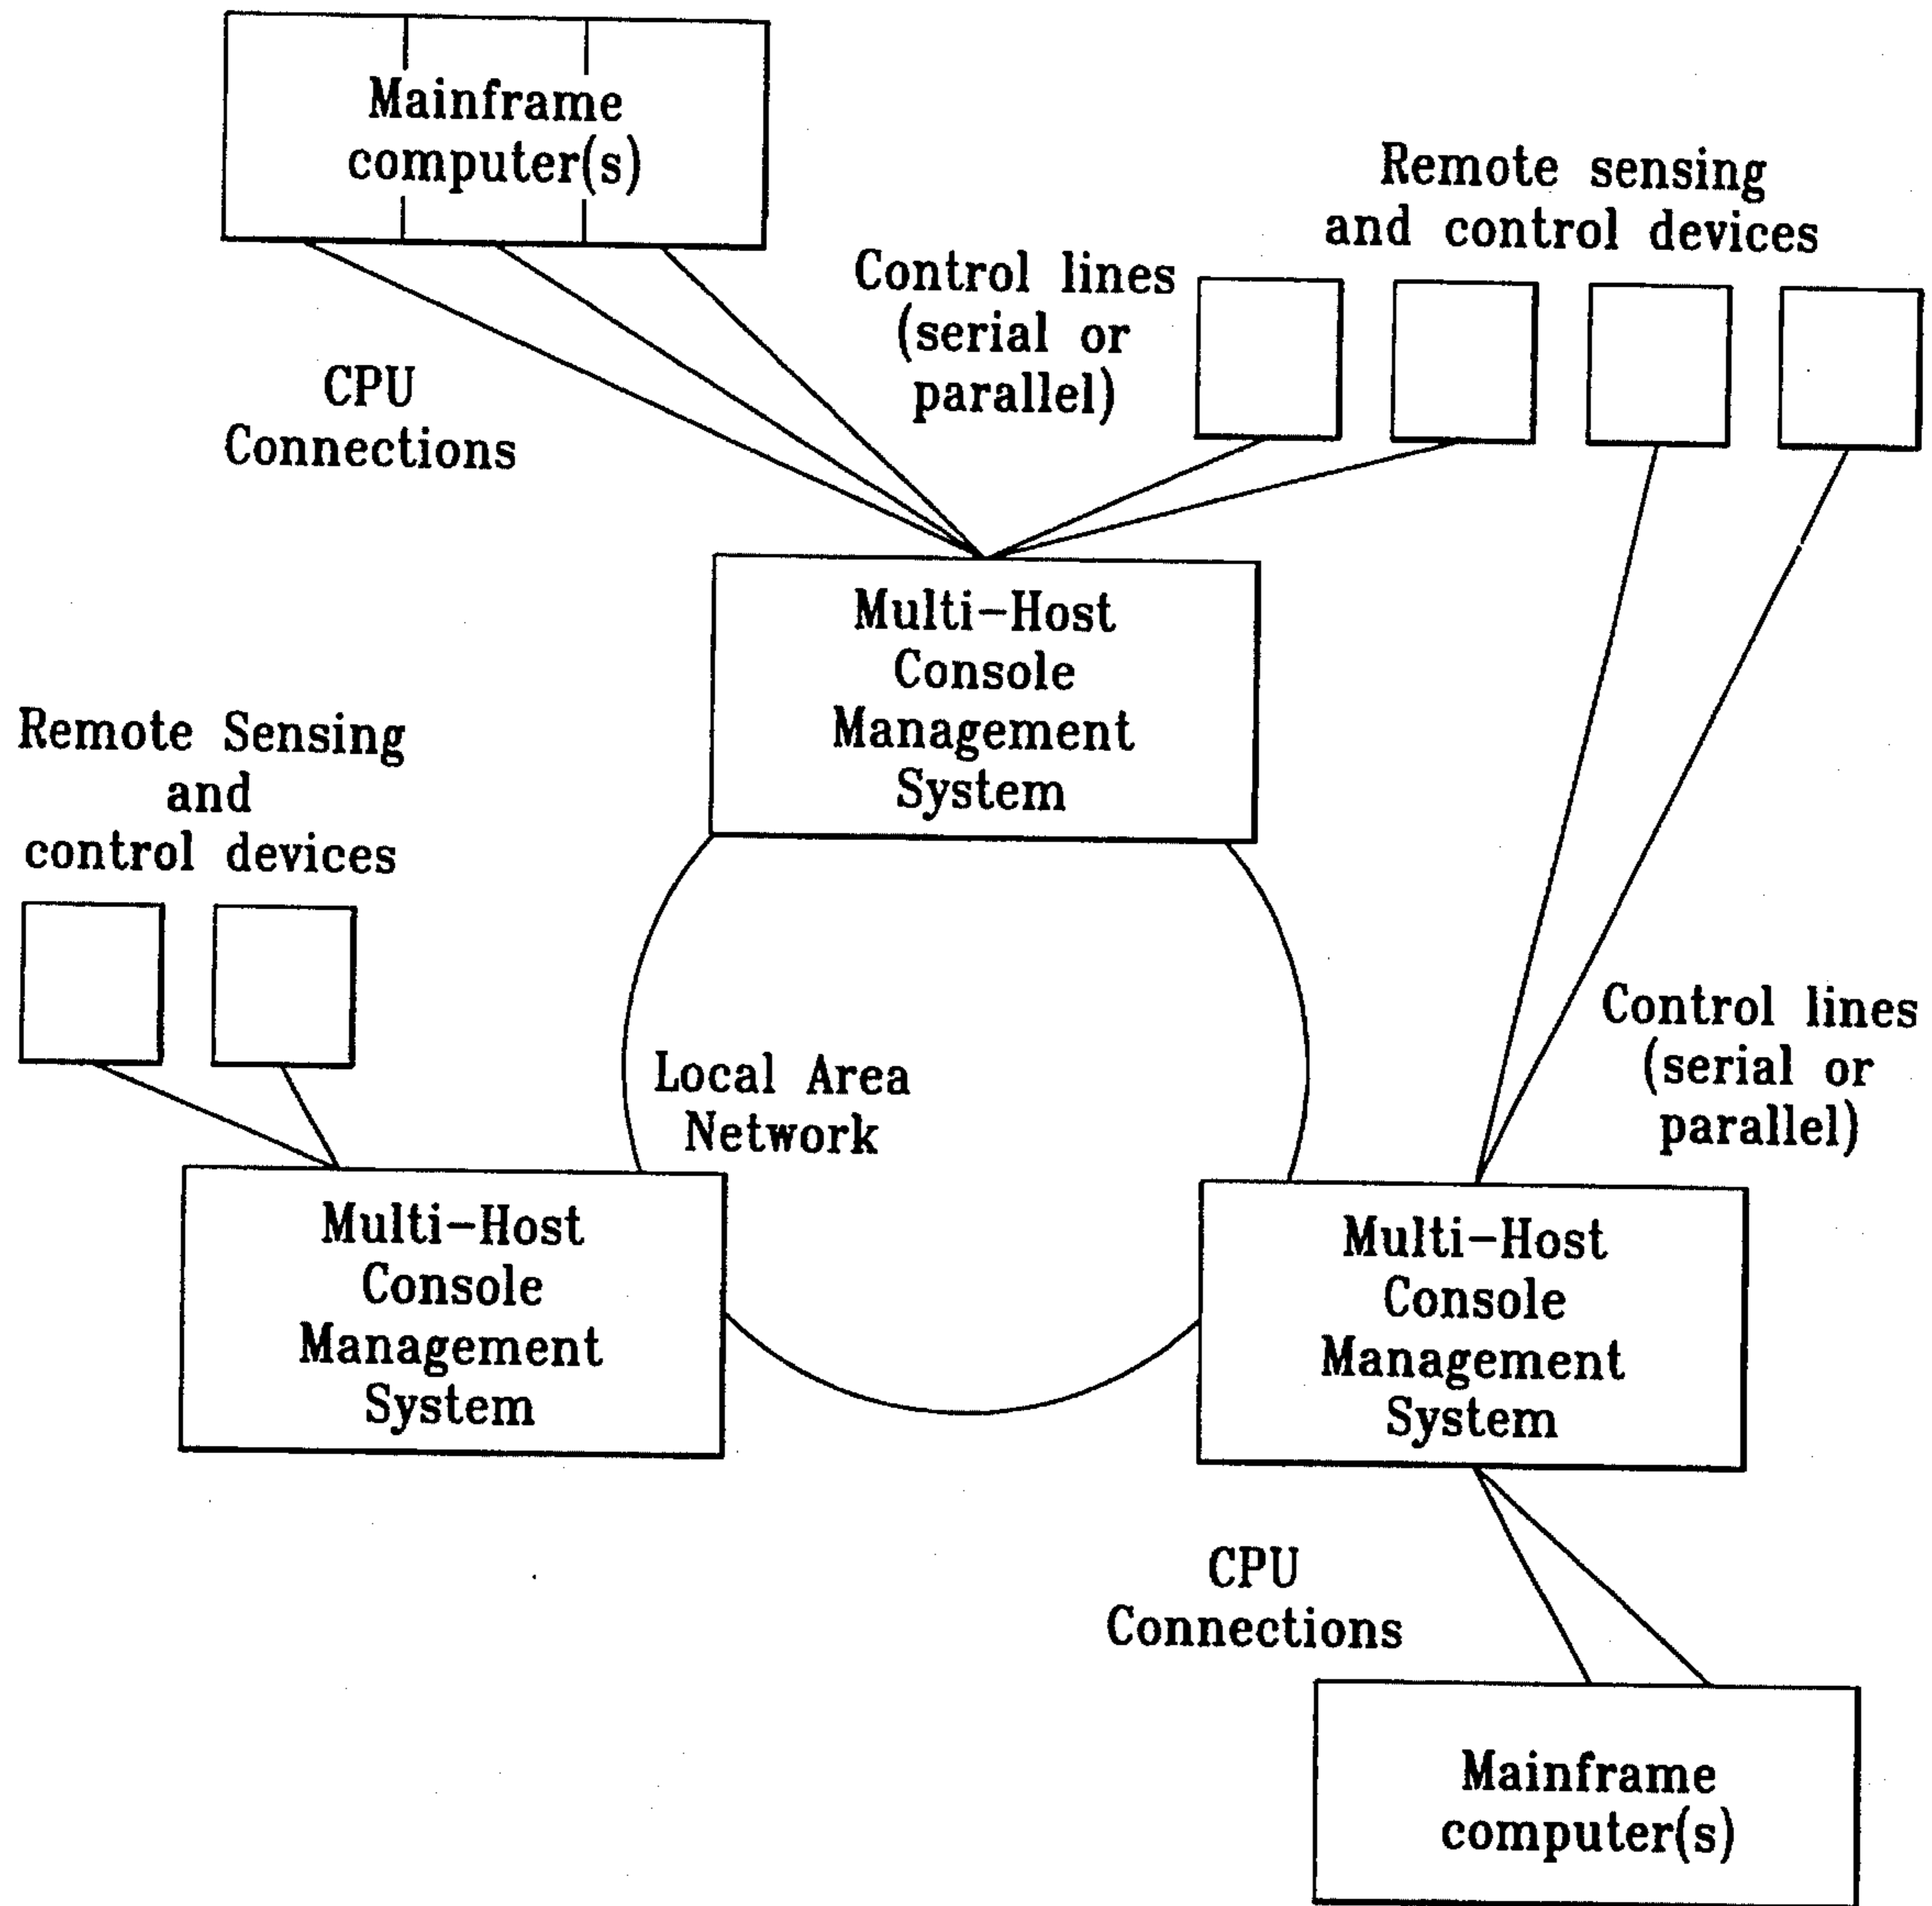 Mainframe
computer(s)
Remote sensing
and control devices
Control lines
(serial or
parallel)
CPU
Connections
Multi-Host
Console
Management
System
Remote Sensing
and
control devices
Local Area
Network
Control lines
(serial or
parallel)
Multi-Host
Console
Management
System
Multi-Host
Console
Management
System
CPU
Connections
Mainframe
computer(s)